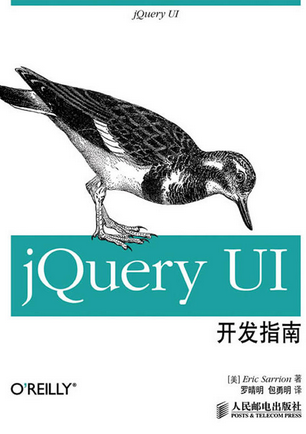 jQuery UI
jQuery UI
开发指南
[美] Eric Sarrion 著
罗晴明 包勇明 译
O'REILLY®
人民邮电出版社
POSTS & TELECOM PRESS